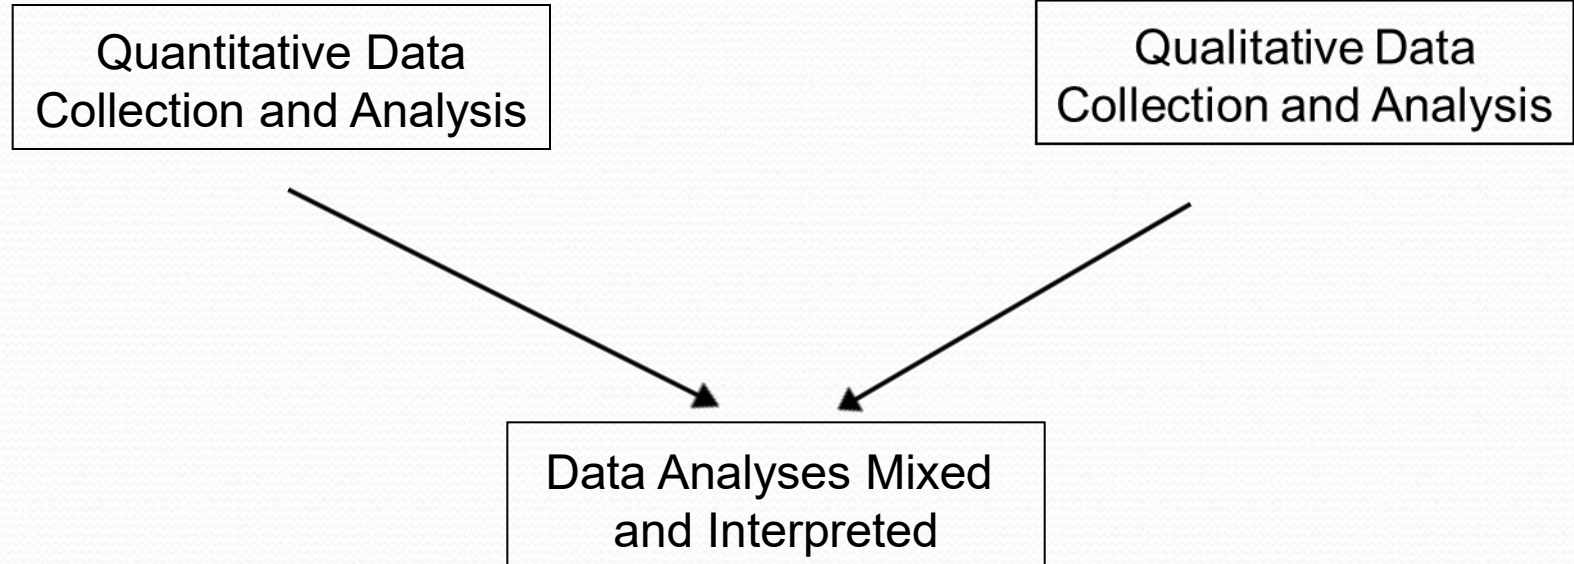 Quantitative Data
Collection and Analysis
Qualitative Data
Collection and Analysis
Data Analyses Mixed
and Interpreted